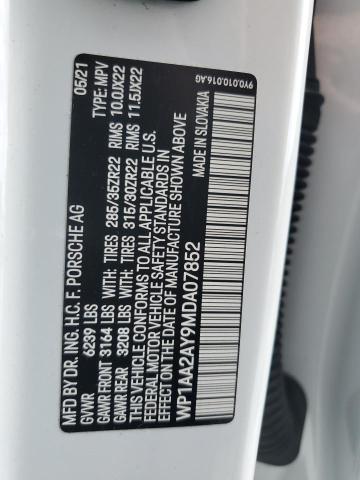 9Y0.010.016.AG
MFD BY DR. ING. H.C. F. PORSCHE AG 05/21
GVWR 6239 LBS TYPE: MPV
GAWR FRONT 3164 LBS WITH: TIRES 285/35ZR22 RIMS 10.0JX22
GAWR REAR 3208 LBS WITH: TIRES 315/30ZR22 RIMS 11.5JX22
THIS VEHICLE CONFORMS TO ALL APPLICABLE U.S.
FEDERAL MOTOR VEHICLE SAFETY STANDARDS IN
EFFECT ON THE DATE OF MANUFACTURE SHOWN ABOVE
WP1AA2AY9MDA07852
MADE IN SLOVAKIA